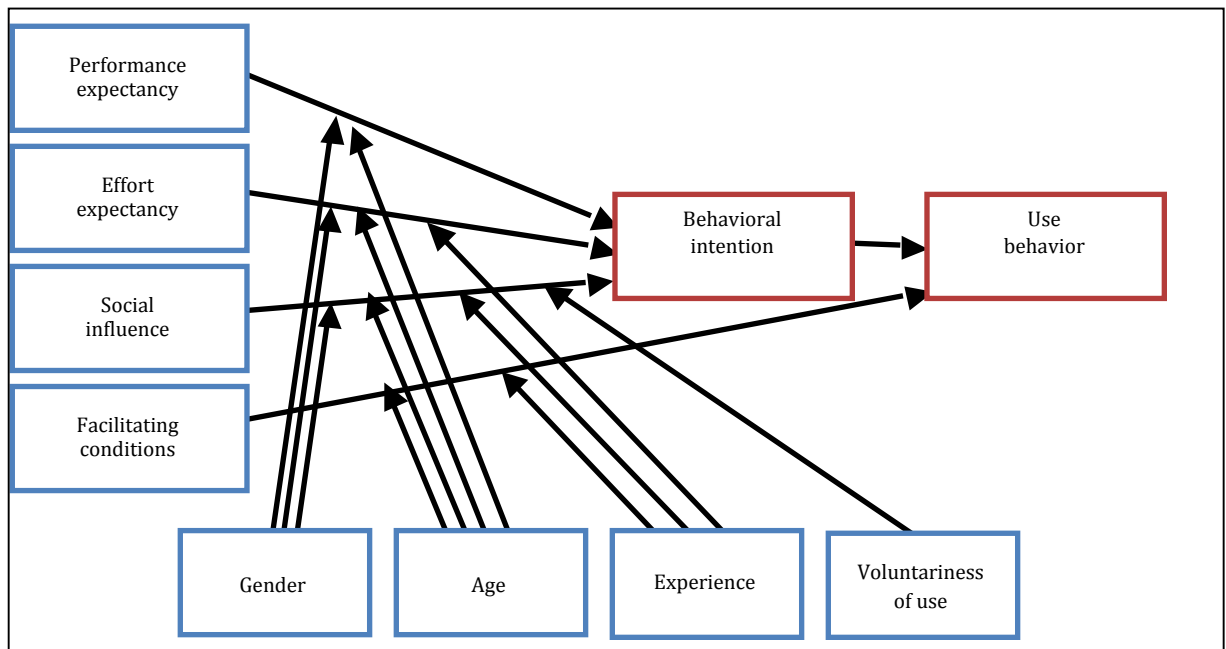 Performance
expectancy
Effort
expectancy
Social
influence
Facilitating
conditions
Behavioral
intention
Use
behavior
Gender
Age
Experience
Voluntariness
of use